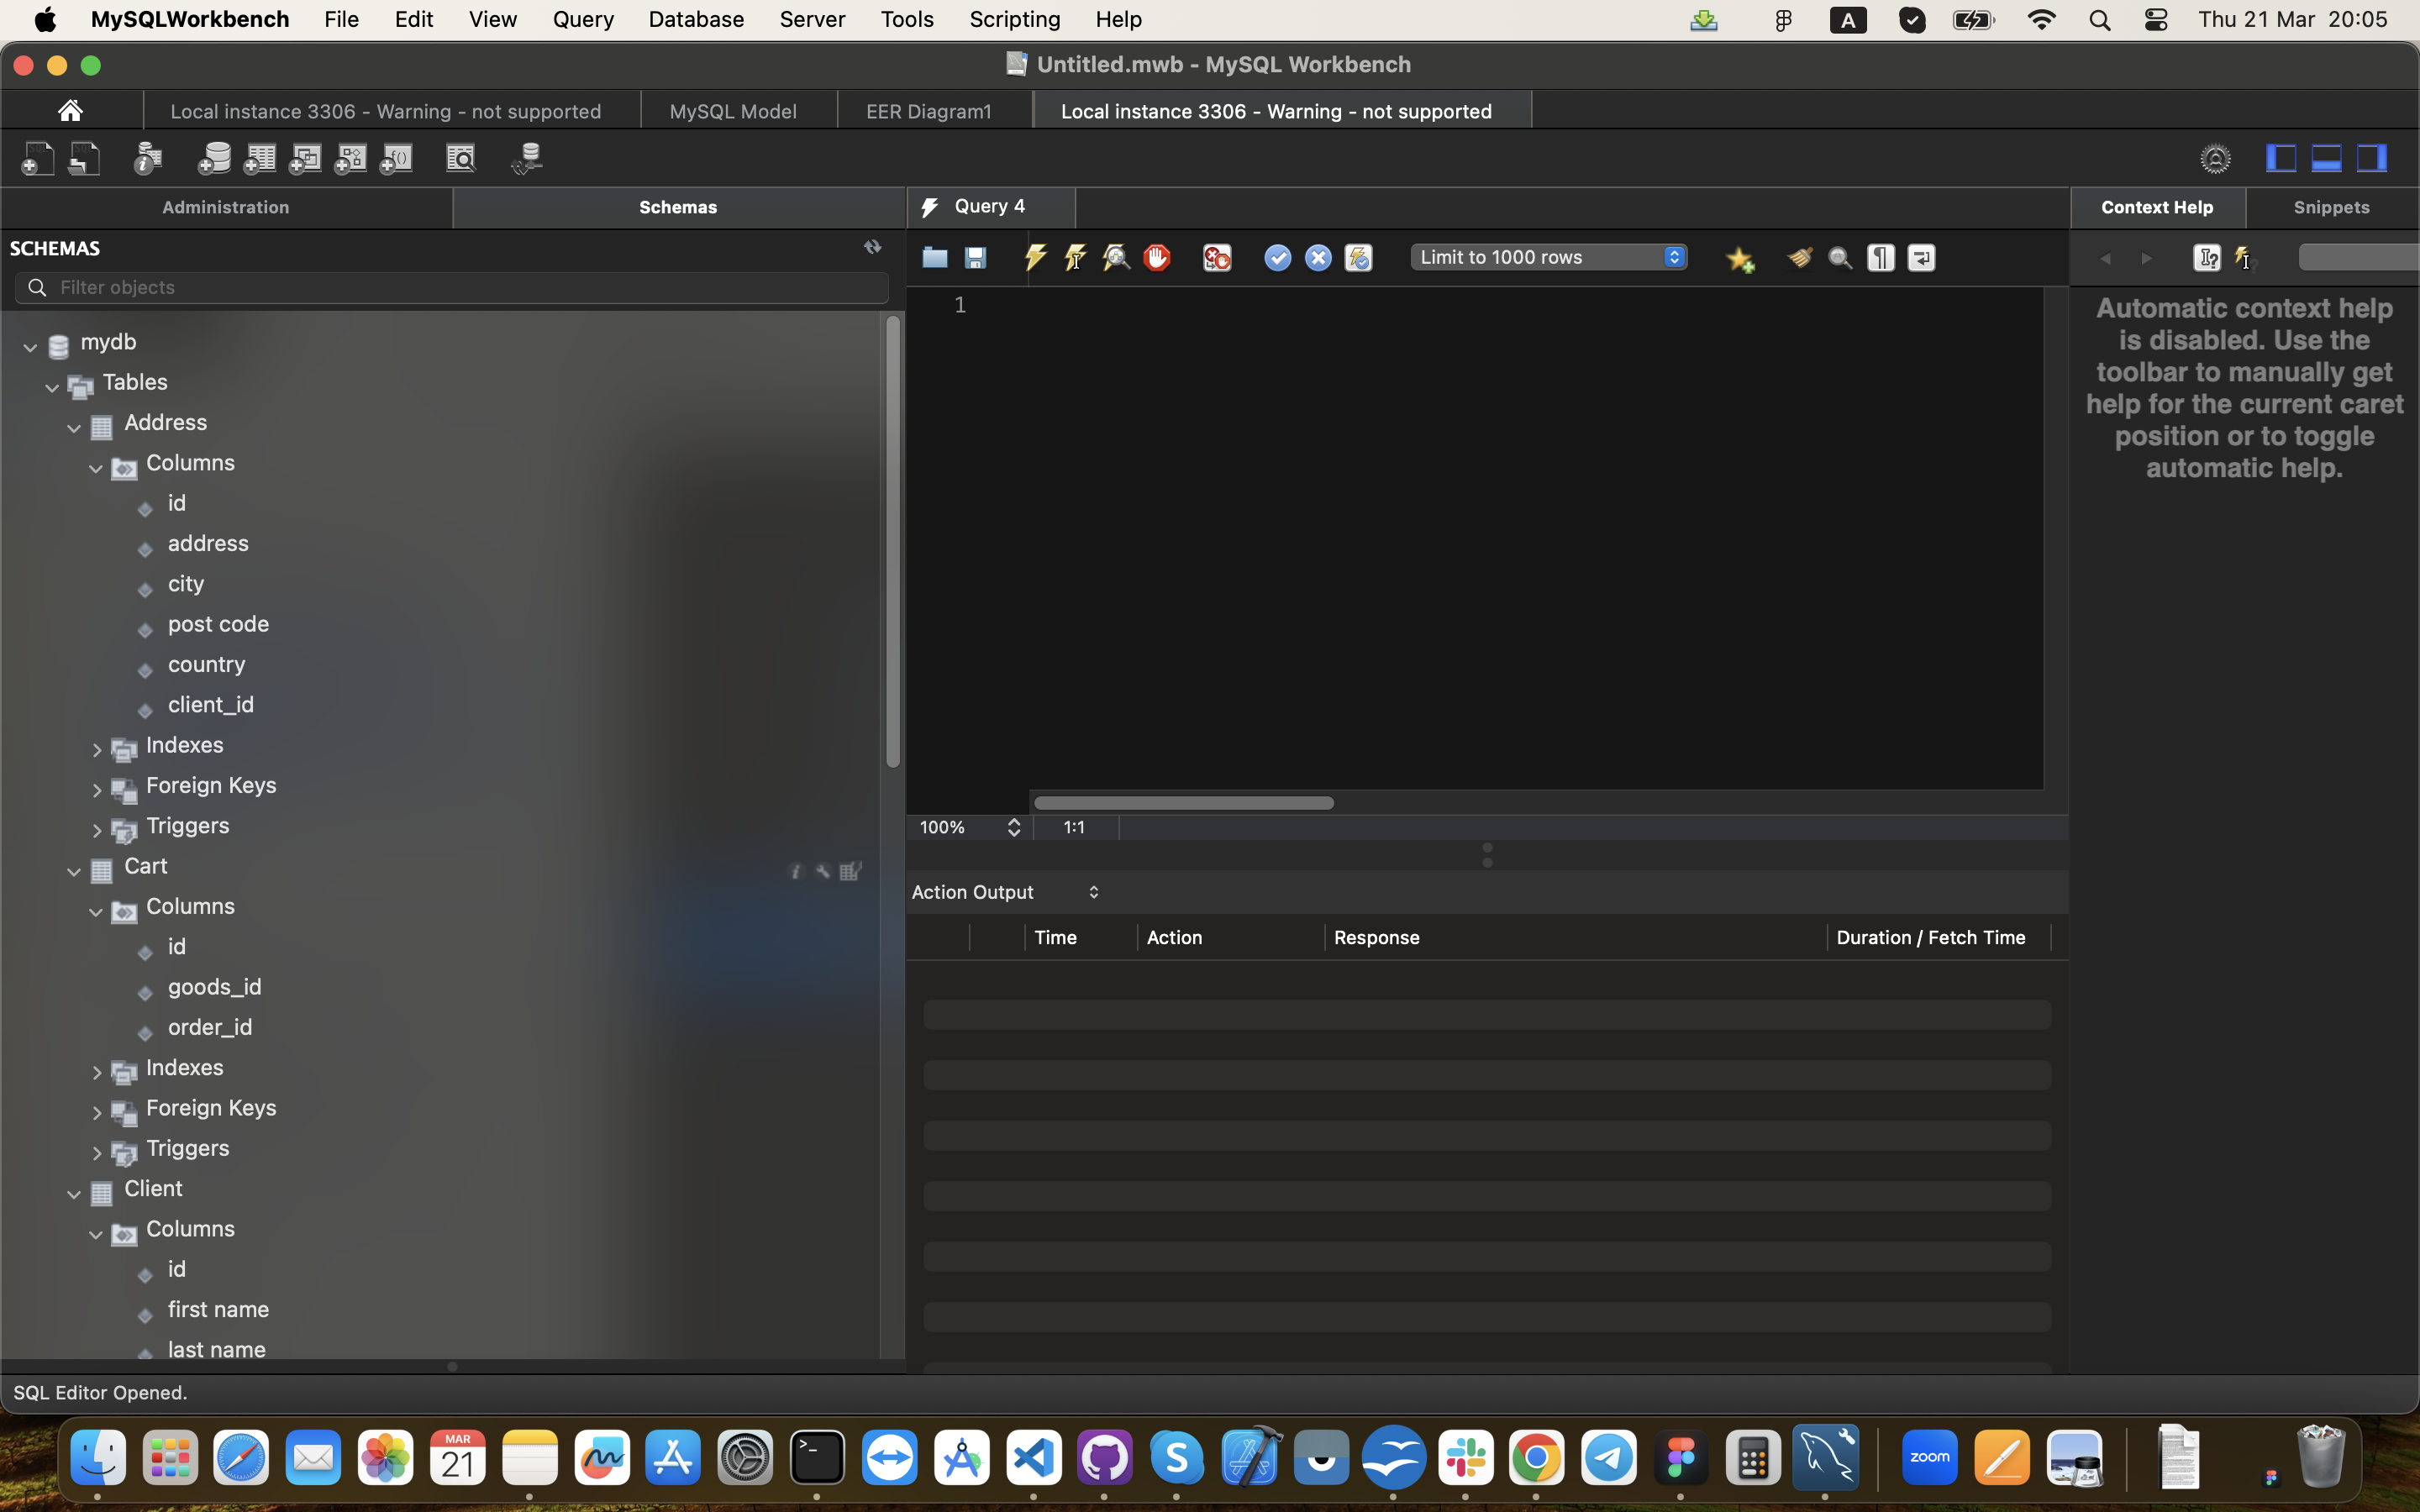 MySQLWorkbench File Edit View Query Database Server Tools Scripting Help A Thu 21 Mar 20:05
Untitled.mwb - MySQL Workbench
Local instance 3306 - Warning - not supported MySQL Model EER Diagram1 Local instance 3306 - Warning - not supported
Administration Schemas Query 4 Context Help Snippets
SCHEMAS
Limit to 1000 rows
Filter objects
1
Automatic context help
is disabled. Use the
toolbar to manually get
help for the current caret
position or to toggle
automatic help.
mydb
Tables
Address
Columns
id
address
city
post code
country
client_id
Indexes
Foreign Keys
Triggers
Cart
Columns
id
goods_id
order_id
Indexes
Foreign Keys
Triggers
Client
Columns
id
first name
last name
100% 1:1
Action Output
Time Action Response Duration / Fetch Time
SQL Editor Opened.
MAR
21
zoom